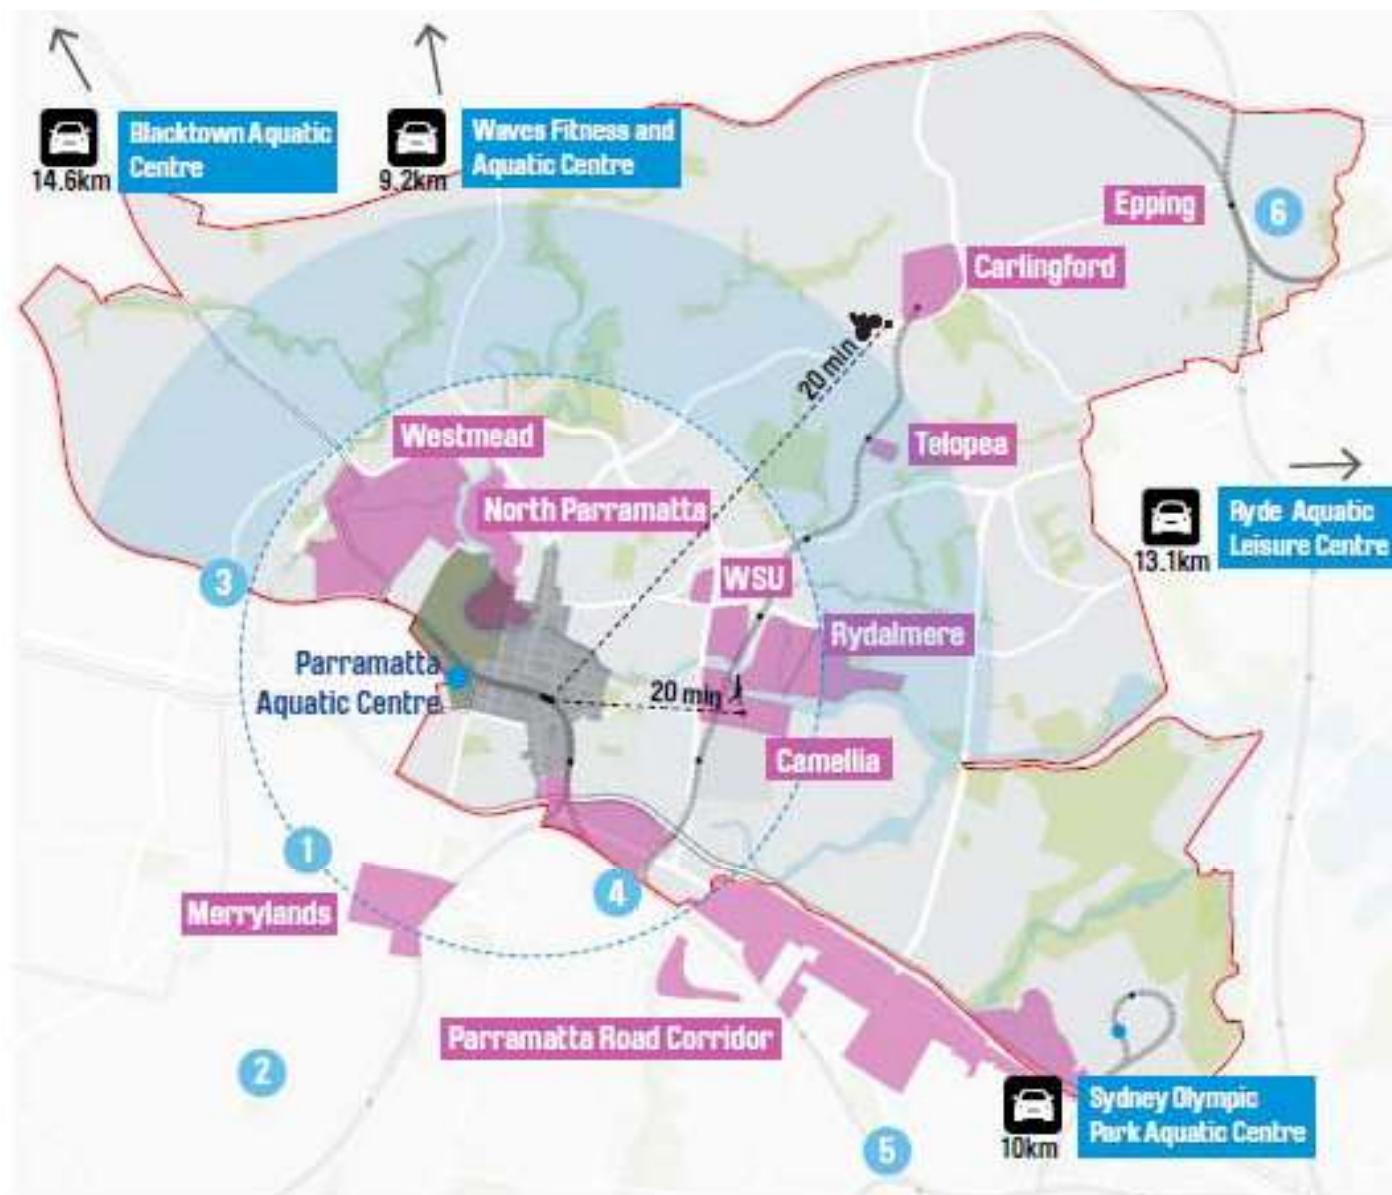 Blacktown Aquatic
Centre
14.6km
Waves Fitness and
Aquatic Centre
9.2km
Epping
6
Carlingford
20 min
Westmead
Telopea
North Parramatta
Ryde Aquatic
Leisure Centre
13.1km
3
WSU
Rydalmere
Parramatta
Aquatic Centre
20 min
Camellia
1
4
Merrylands
Parramatta Road Corridor
2
Sydney Olympic
Park Aquatic Centre
10km
5